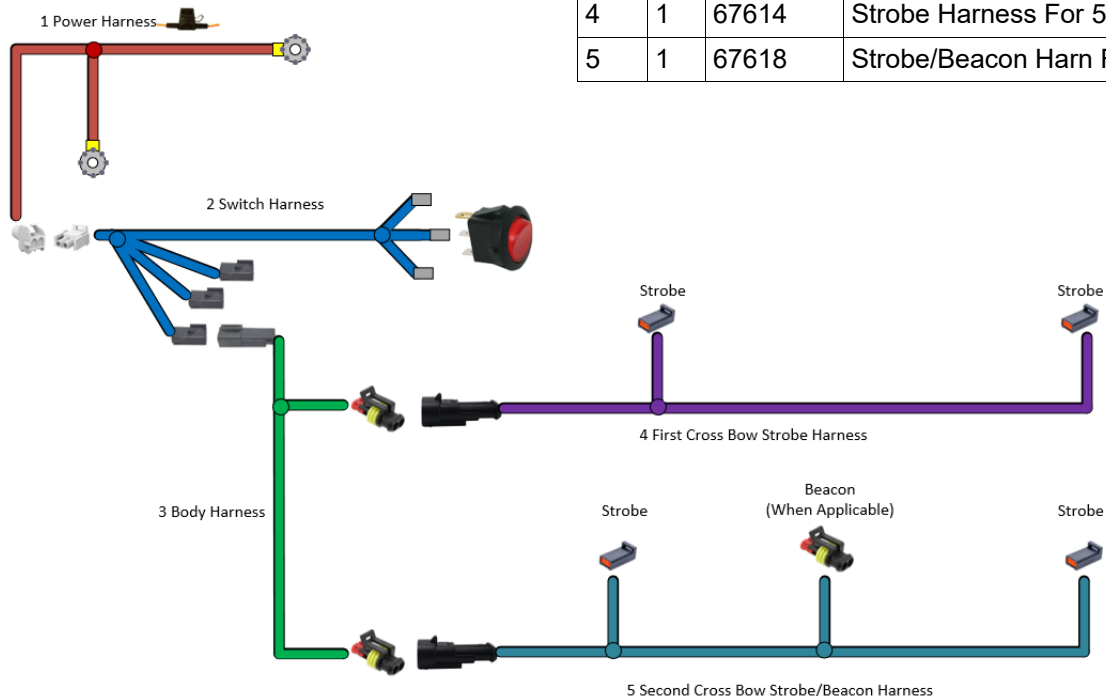 1 Power Harness
4 1 67614 Strobe Harness For 5
5 1 67618 Strobe/Beacon Harn
2 Switch Harness
Strobe
Strobe
4 First Cross Bow Strobe Harness
3 Body Harness
Strobe
Beacon
(When Applicable)
Strobe
5 Second Cross Bow Strobe/Beacon Harness